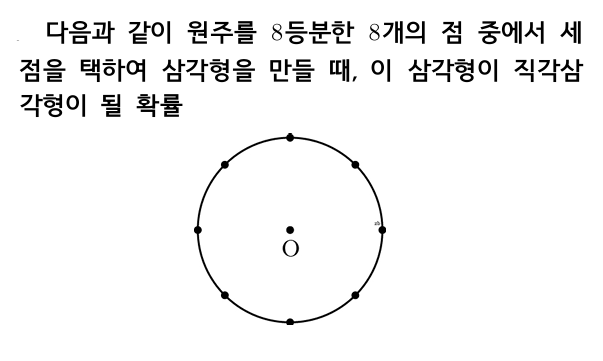 다음과 같이 원주를 8등분한 8개의 점 중에서 세
점을 택하여 삼각형을 만들 때, 이 삼각형이 직각삼
각형이 될 확률
O